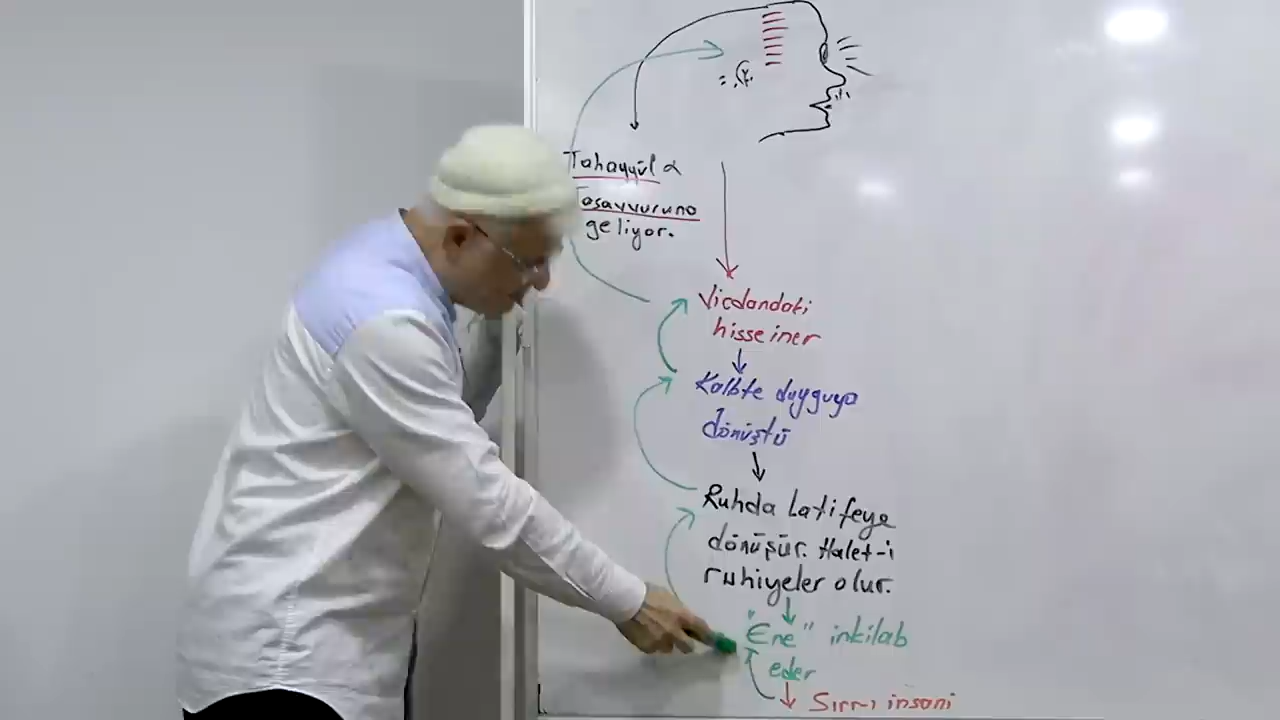 Tahayyül
Tasavvuruna
geliyor.
Vicdandaki
hisse iner
Kalbte duyguya
dönüştü
Ruhda Latifeye
dönüşür. Halet-i
ruhiyeler olur.
"Ene" inkilab
eder
Sırr-ı insani